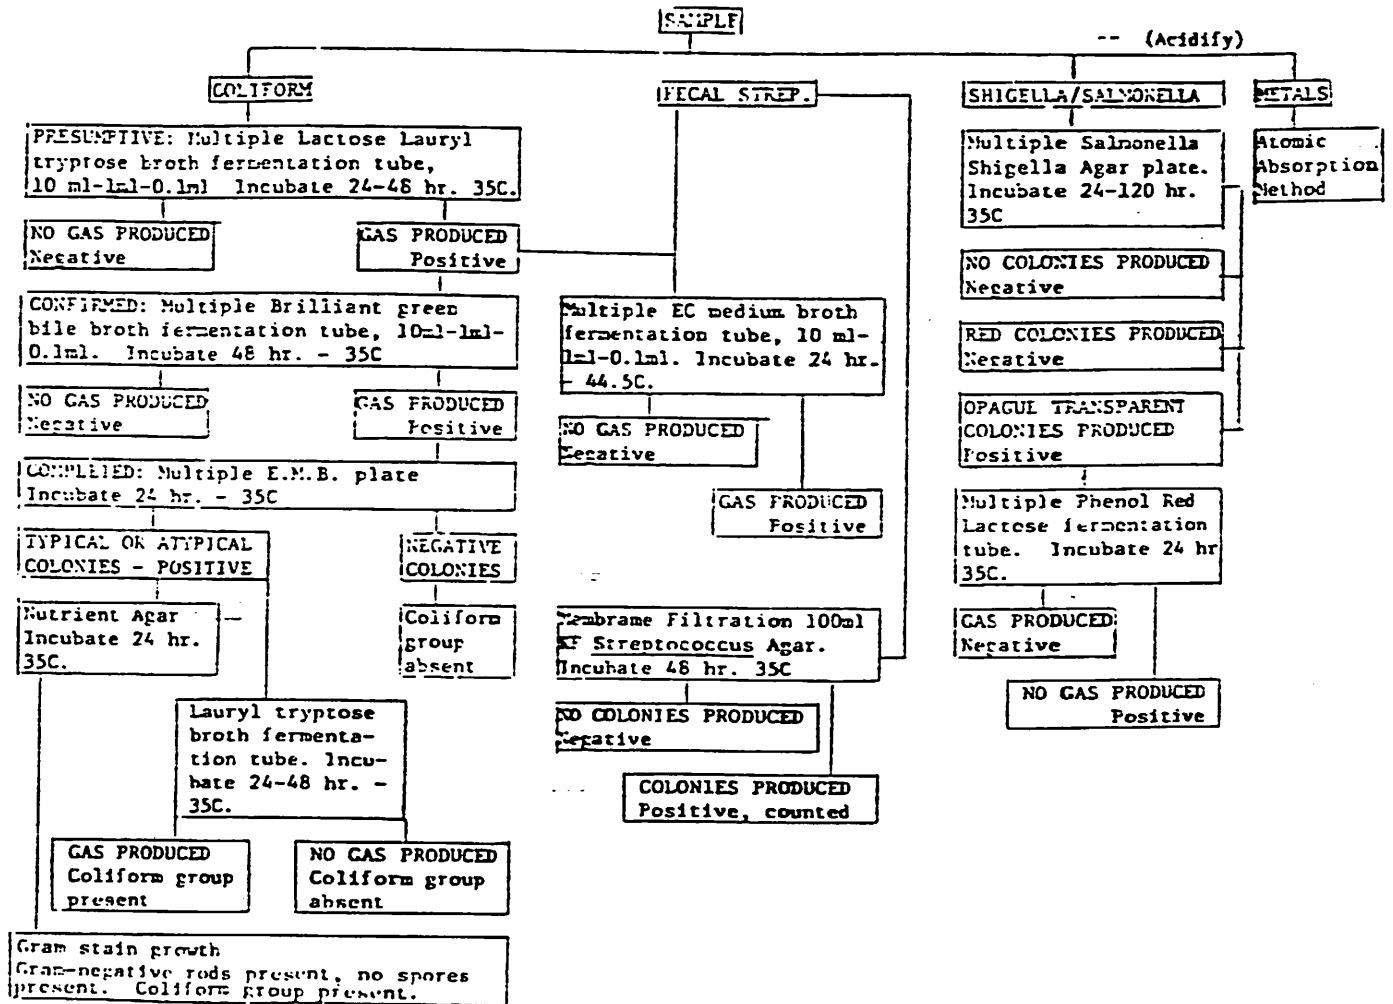 SAMPLE
-- (Acidify)
COLIFORM
FECAL STREP.
SHIGELLA/SALMONELLA
METALS
PRESUMPTIVE: Multiple Lactose Lauryl
tryptose broth fermentation tube,
10 ml-1ml-0.1ml Incubate 24-48 hr. 35C.
NO GAS PRODUCED
Negative
GAS PRODUCED
Positive
CONFIRMED: Multiple Brilliant green
bile broth fermentation tube, 10ml-1ml-
0.1ml. Incubate 48 hr. - 35C
NO GAS PRODUCED
Negative
GAS PRODUCED
Positive
COMPLETED: Multiple E.M.B. plate
Incubate 24 hr. - 35C
TYPICAL OR ATYPICAL
COLONIES - POSITIVE
NEGATIVE
COLONIES
Nutrient Agar
Incubate 24 hr.
35C.
Coliform
group
absent
Lauryl tryptose
broth fermenta-
tion tube. Incu-
bate 24-48 hr. -
35C.
GAS PRODUCED
Coliform group
present
NO GAS PRODUCED
Coliform group
absent
Gram stain growth
Gram-negative rods present, no spores
present. Coliform group present.
Multiple EC medium broth
fermentation tube, 10 ml-
1ml-0.1ml. Incubate 24 hr.
- 44.5C.
NO GAS PRODUCED
Negative
GAS PRODUCED
Positive
Membrane Filtration 100ml
KF Streptococcus Agar.
Incubate 48 hr. 35C
NO COLONIES PRODUCED
Negative
COLONIES PRODUCED
Positive, counted
Multiple Salmonella
Shigella Agar plate.
Incubate 24-120 hr.
35C
NO COLONIES PRODUCED
Negative
RED COLONIES PRODUCED
Negative
OPAGUE TRANSPARENT
COLONIES PRODUCED
Positive
Multiple Phenol Red
Lactose fermentation
tube. Incubate 24 hr
35C.
GAS PRODUCED
Negative
NO GAS PRODUCED
Positive
Atomic
Absorption
Method